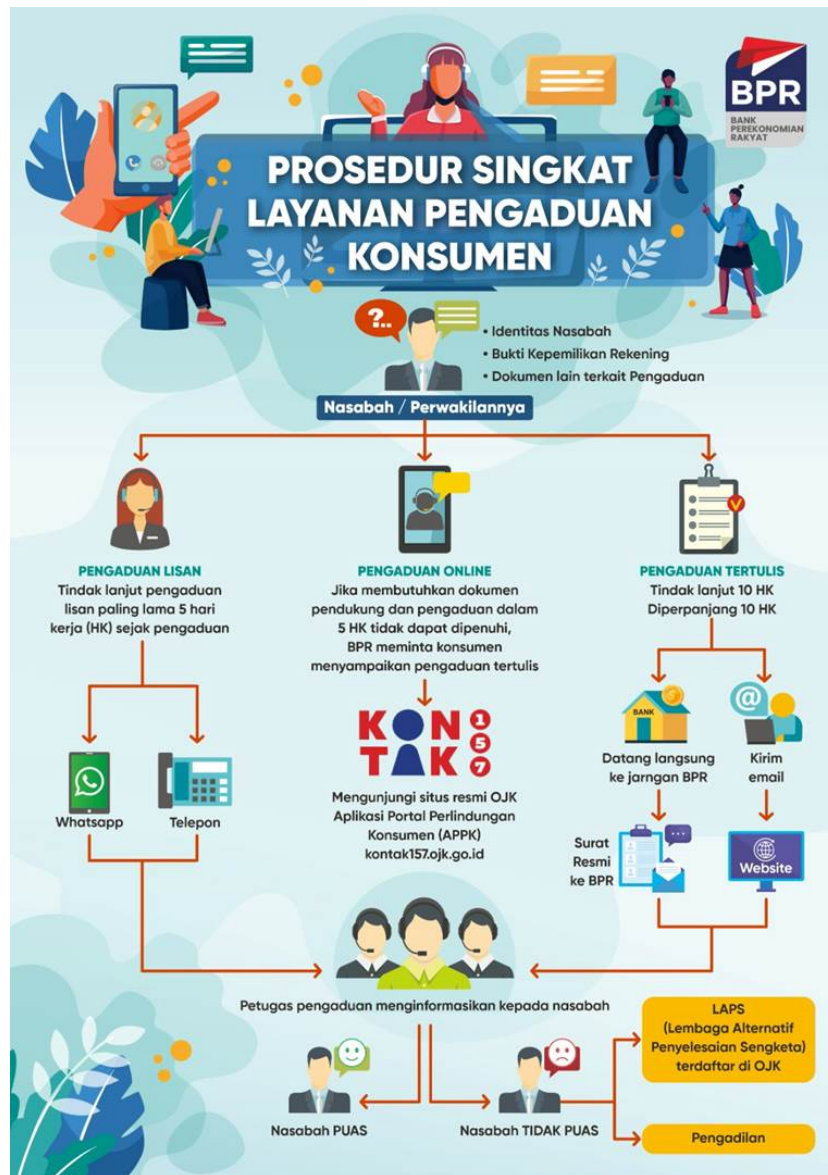 BPR
BANK
PEREKONOMIAN
RAKYAT
PROSEDUR SINGKAT
LAYANAN PENGADUAN
KONSUMEN
?..
• Identitas Nasabah
• Bukti Kepemilikan Rekening
• Dokumen lain terkait Pengaduan
Nasabah / Perwakilannya
PENGADUAN LISAN
Tindak lanjut pengaduan
lisan paling lama 5 hari
kerja (HK) sejak pengaduan
Whatsapp
Telepon
PENGADUAN ONLINE
Jika membutuhkan dokumen
pendukung dan pengaduan dalam
5 HK tidak dapat dipenuhi,
BPR meminta konsumen
menyampaikan pengaduan tertulis
KONTAK 157
Mengunjungi situs resmi OJK
Aplikasi Portal Perlindungan
Konsumen (APPK)
kontak157.ojk.go.id
V
PENGADUAN TERTULIS
Tindak lanjut 10 HK
Diperpanjang 10 HK
BANK
@
Datang langsung
ke jarngan BPR
Kirim
email
Surat
Resmi
ke BPR
Website
Petugas pengaduan menginformasikan kepada nasabah
Nasabah PUAS
Nasabah TIDAK PUAS
LAPS
(Lembaga Alternatif
Penyelesaian Sengketa)
terdaftar di OJK
Pengadilan